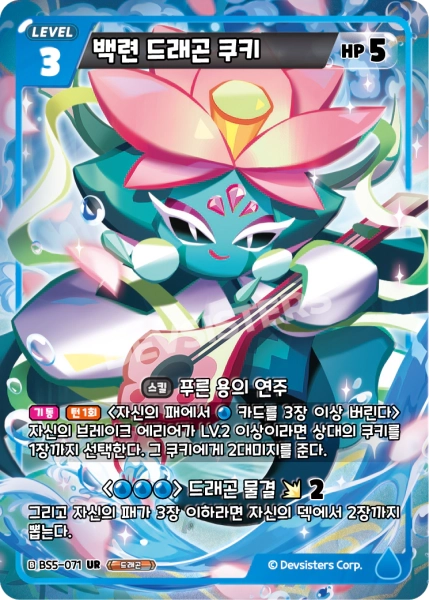 LEVEL
3
백련 드래곤 쿠키
HP 5
DEVSISTERS
스킬 푸른 용의 연주
기동 턴 1회 <자신의 패에서 카드를 3장 이상 버린다>
자신의 브레이크 에리어가 LV.2 이상이라면 상대의 쿠키를
1장까지 선택한다. 그 쿠키에게 2대미지를 준다.
< > 드래곤 물결 2
그리고 자신의 패가 3장 이하라면 자신의 덱에서 2장까지
뽑는다.
B BS5-071 UR 드래곤
© Devsisters Corp.